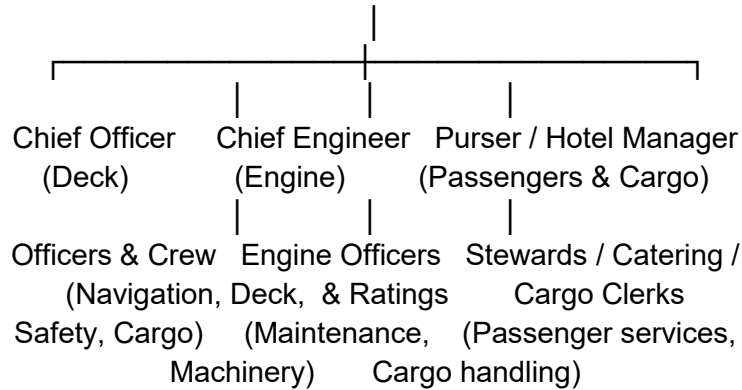 Chief Officer Chief Engineer Purser / Hotel Manager
(Deck) (Engine) (Passengers & Cargo)
Officers & Crew Engine Officers Stewards / Catering /
(Navigation, Deck, & Ratings Cargo Clerks
Safety, Cargo) (Maintenance, (Passenger services,
Machinery) Cargo handling)